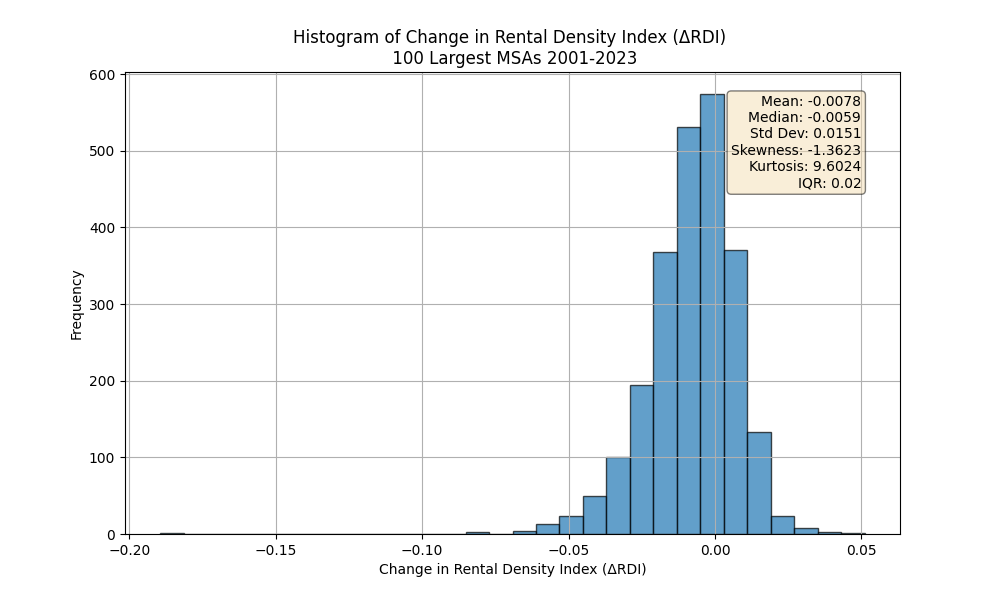 Histogram of Change in Rental Density Index (ΔRDI)
100 Largest MSAs 2001-2023
600
500
400
300
200
100
0
Frequency
Mean: -0.0078
Median: -0.0059
Std Dev: 0.0151
Skewness: -1.3623
Kurtosis: 9.6024
IQR: 0.02
−0.20 −0.15 −0.10 −0.05 0.00 0.05
Change in Rental Density Index (ΔRDI)